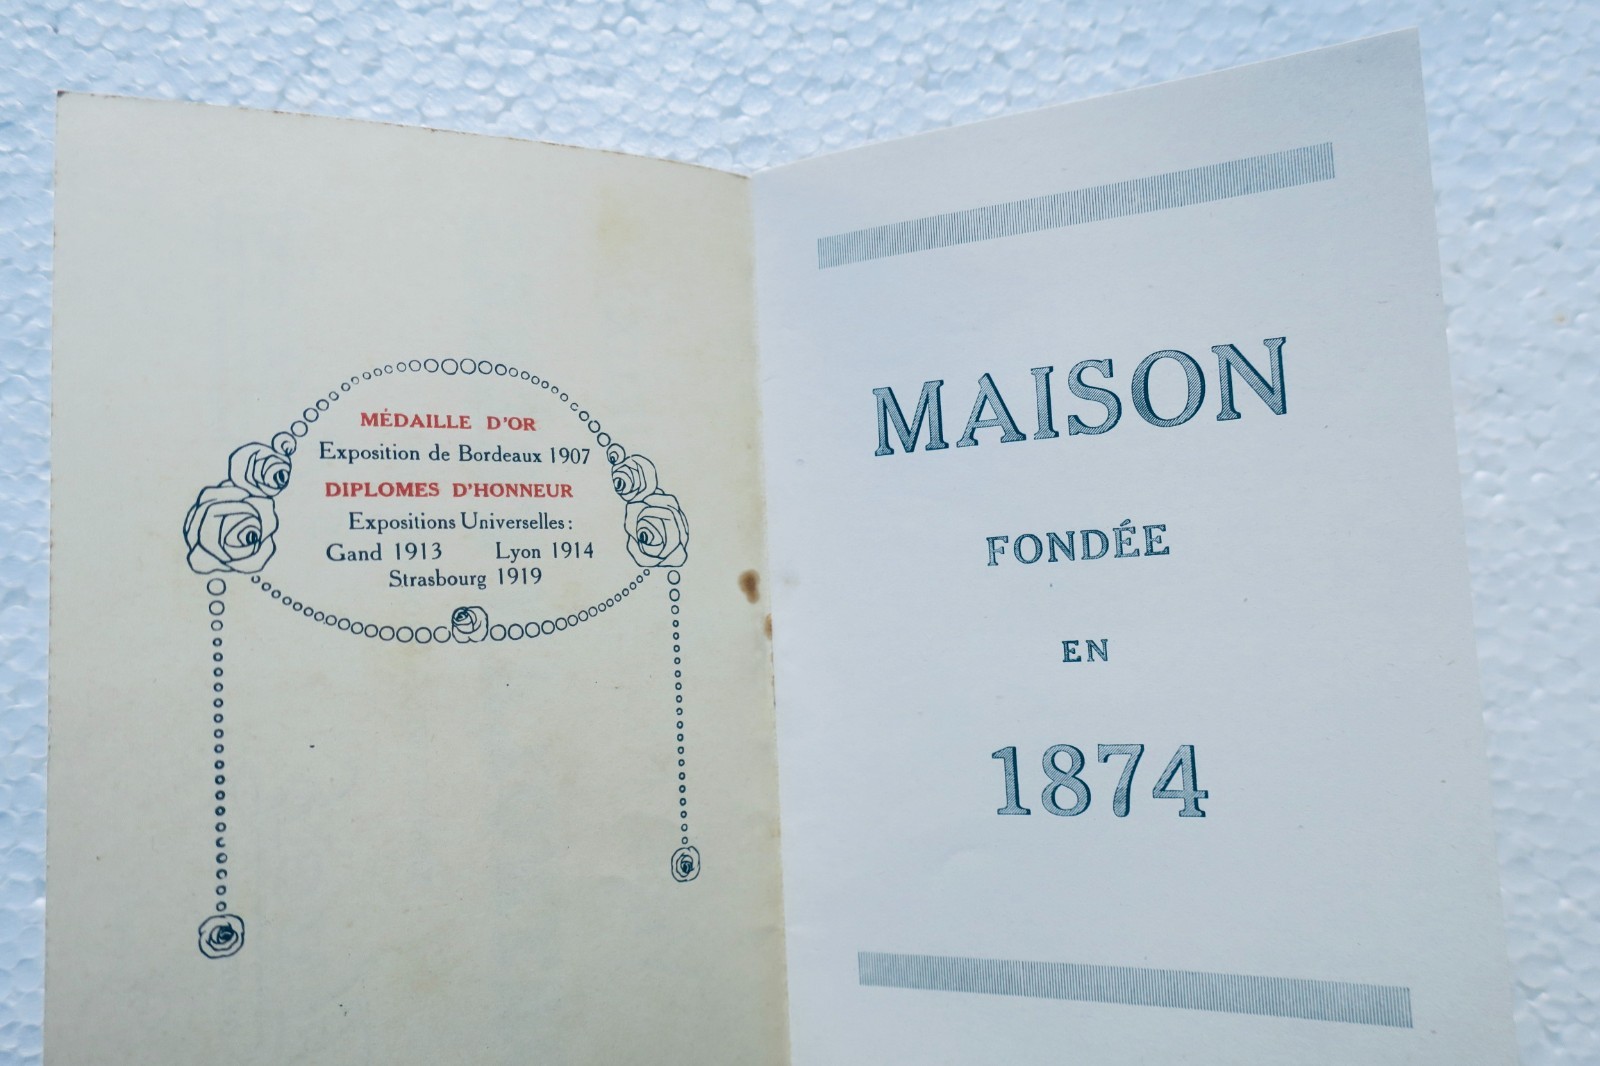 MÉDAILLE D'OR
Exposition de Bordeaux 1907
DIPLOMES D'HONNEUR
Expositions Universelles:
Gand 1913 Lyon 1914
Strasbourg 1919
MAISON
FONDÉE
EN
1874